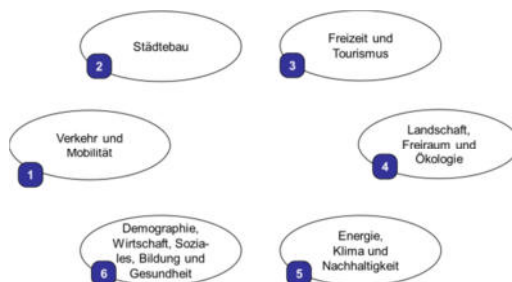 Städtebau
2
Freizeit und
Tourismus
3
Verkehr und
Mobilität
1
Landschaft,
Freiraum und
Ökologie
4
Demographie,
Wirtschaft, Sozia-
les, Bildung und
Gesundheit
6
Energie,
Klima und
Nachhaltigkeit
5